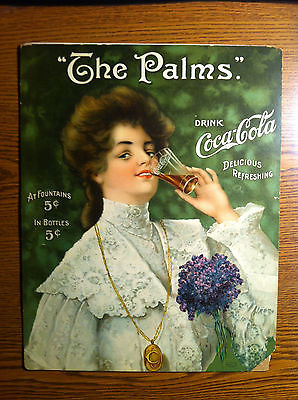 "The Palms."
DRINK
Coca-Cola
DELICIOUS
REFRESHING
AT FOUNTAINS
5¢
IN BOTTLES
5¢